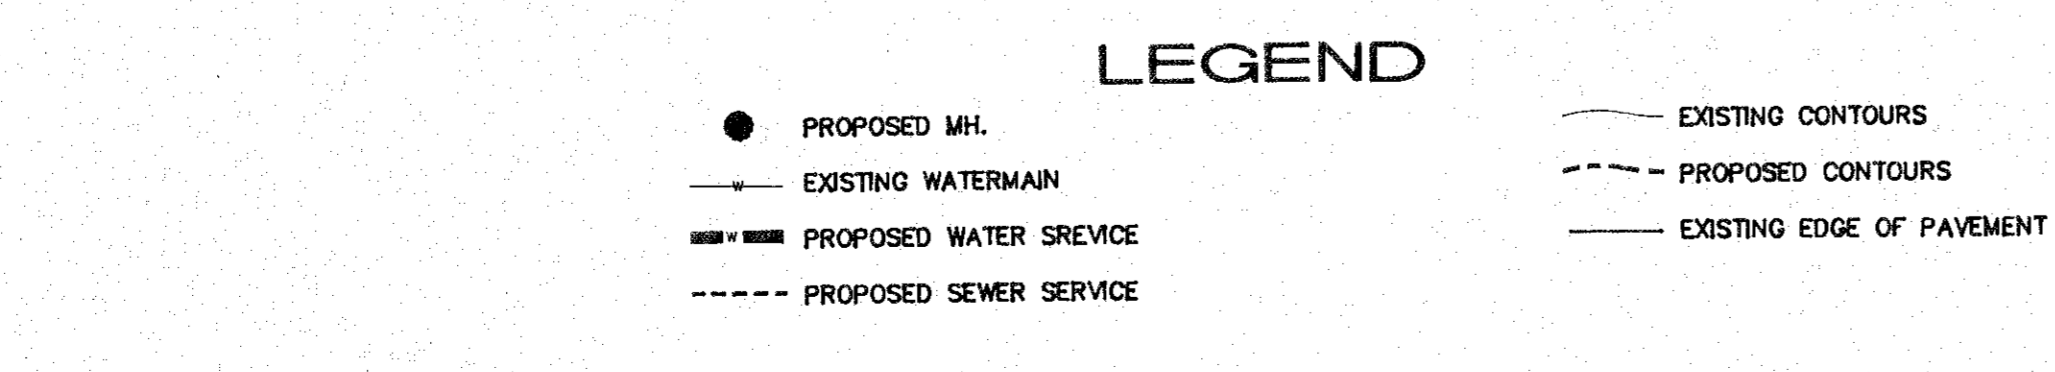 LEGEND
PROPOSED MH.
w EXISTING WATERMAIN
w PROPOSED WATER SREVICE
PROPOSED SEWER SERVICE
EXISTING CONTOURS
PROPOSED CONTOURS
EXISTING EDGE OF PAVEMENT